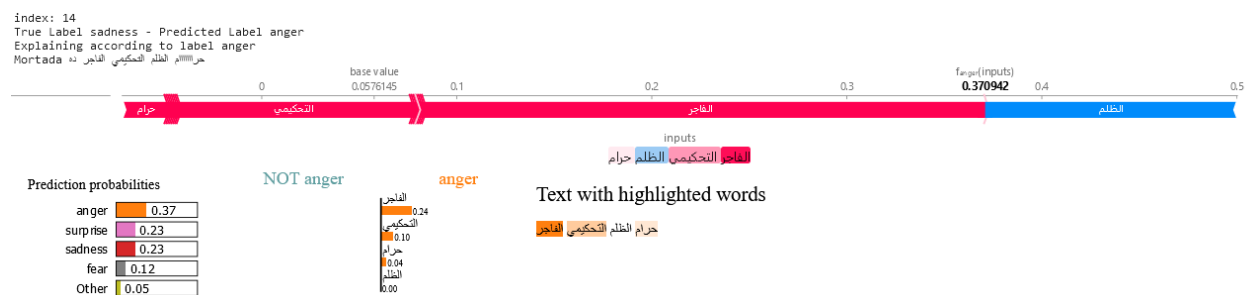 index: 14
True Label sadness - Predicted Label anger
Explaining according to label anger
Mortada حراااااام الظلم التحكيمي الفاجر ده
base value
fanger(inputs)
0 0.0576145 0.1 0.2 0.3 0.370942 0.4 0.5
حرام التحكيمي الفاجر الظلم
inputs
حرام الظلم التحكيمي الفاجر
Prediction probabilities
anger 0.37
surprise 0.23
sadness 0.23
fear 0.12
Other 0.05
NOT anger anger
الفاجر
0.24
التحكيمي
0.10
حرام
0.04
الظلم
0.00
Text with highlighted words
حرام الظلم التحكيمي الفاجر